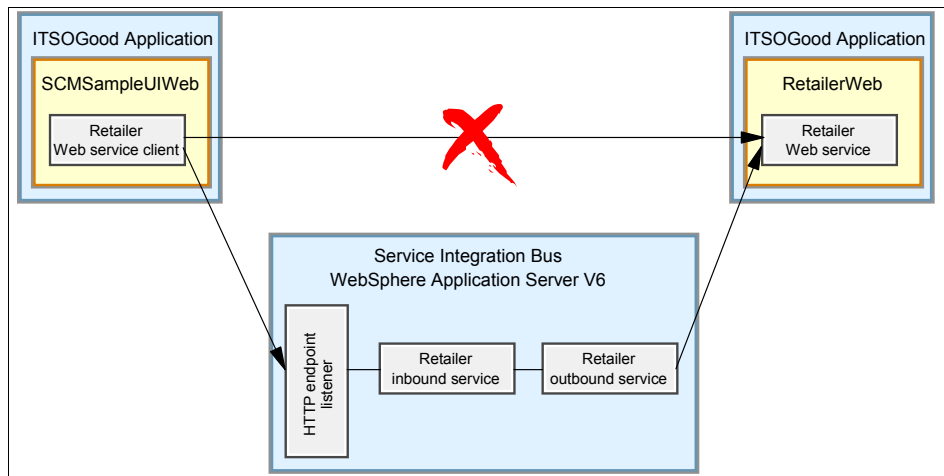 ITSOGood Application
SCMSampleUIWeb
Retailer
Web service client
ITSOGood Application
RetailerWeb
Retailer
Web service
Service Integration Bus
WebSphere Application Server V6
HTTP endpoint
listener
Retailer
inbound service
Retailer
outbound service